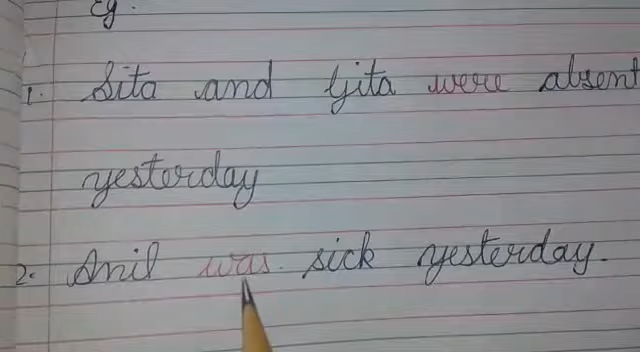 eg.
1. Sita and Gita were absent
yesterday
2. Anil was sick yesterday.